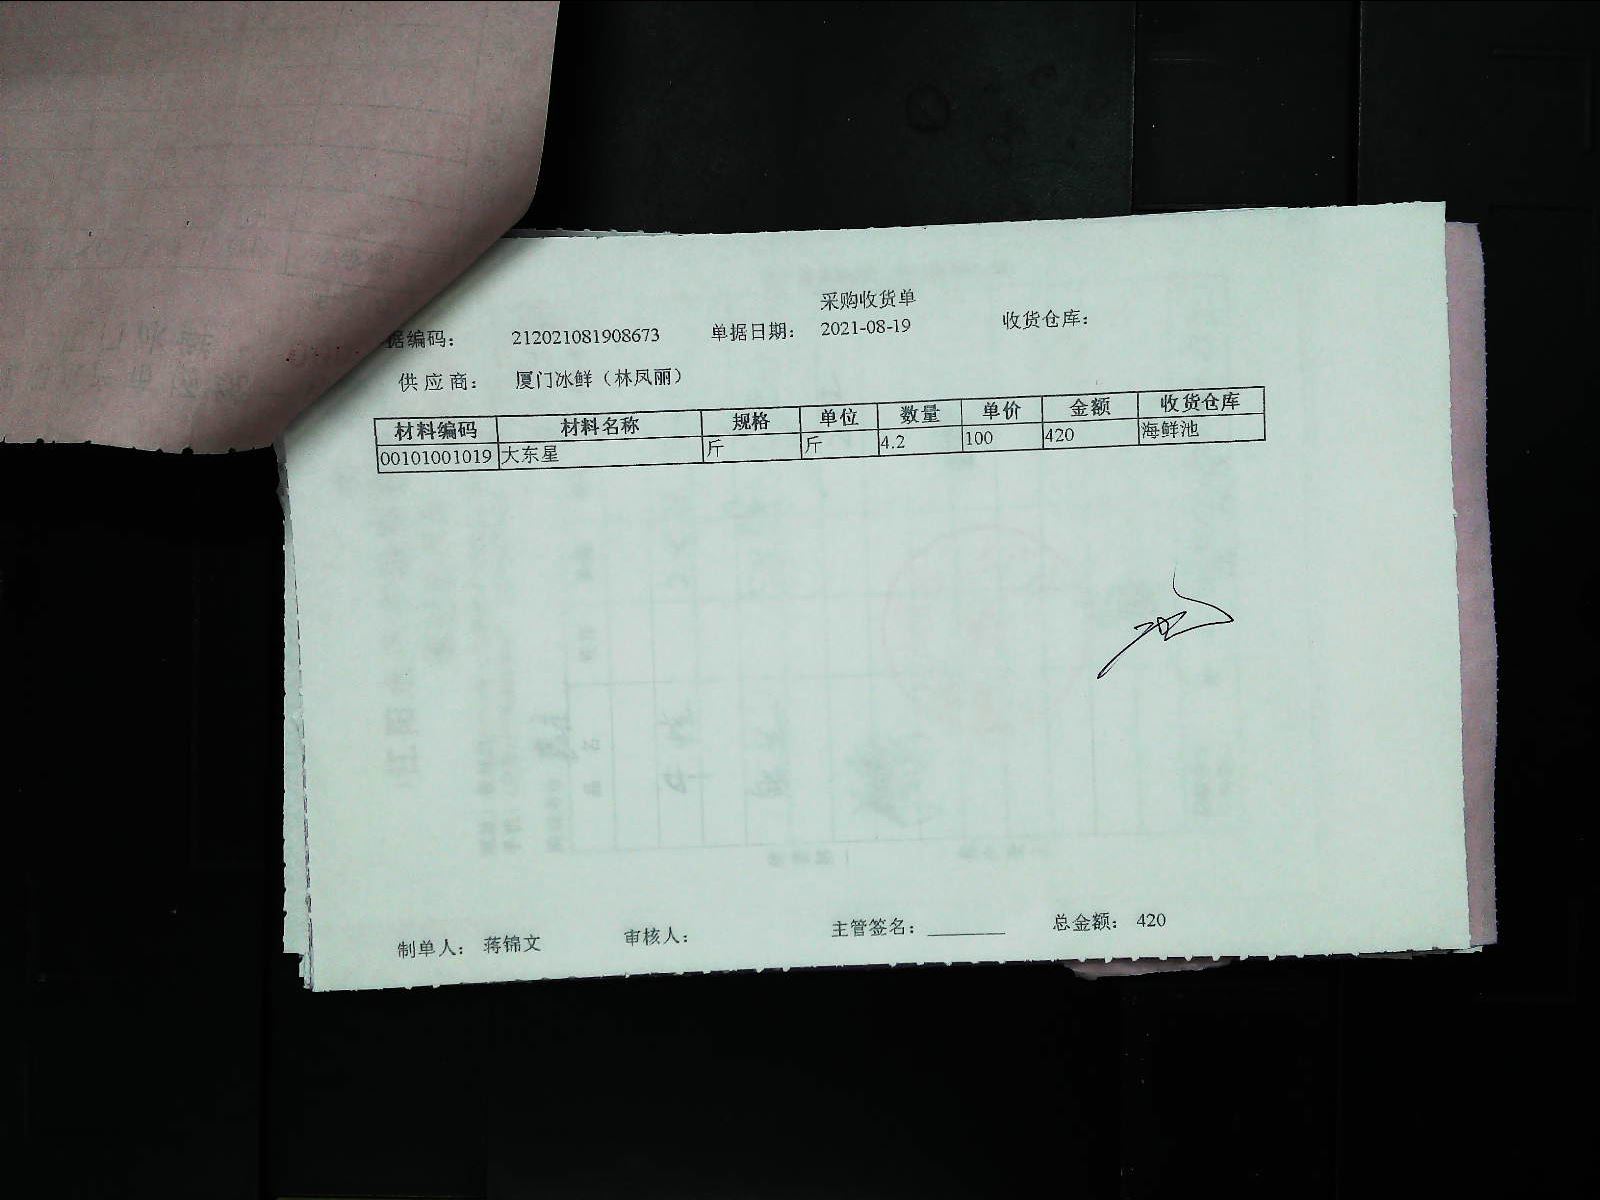 采购收货单
据编码： 212021081908673 单据日期： 2021-08-19 收货仓库：
供应商： 厦门冰鲜（林凤丽）
材料编码 材料名称 规格 单位 数量 单价 金额 收货仓库
00101001019 大东星 斤 斤 4.2 100 420 海鲜池
制单人： 蒋锦文 审核人： 主管签名：________ 总金额： 420